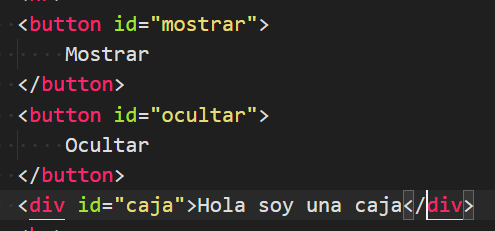 <button id="mostrar">
Mostrar
</button>
<button id="ocultar">
Ocultar
</button>
<div id="caja">Hola soy una caja</div>